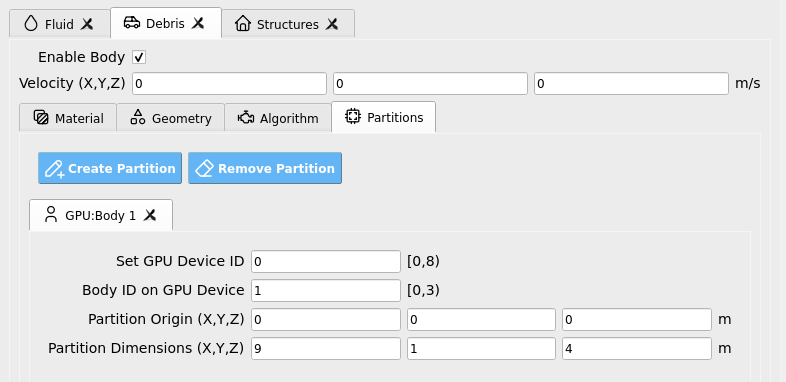 Fluid Debris Structures
Enable Body
Velocity (X,Y,Z) 0 0 0 m/s
Material Geometry Algorithm Partitions
Create Partition Remove Partition
GPU:Body 1
Set GPU Device ID 0 [0,8)
Body ID on GPU Device 1 [0,3)
Partition Origin (X,Y,Z) 0 0 0 m
Partition Dimensions (X,Y,Z) 9 1 4 m